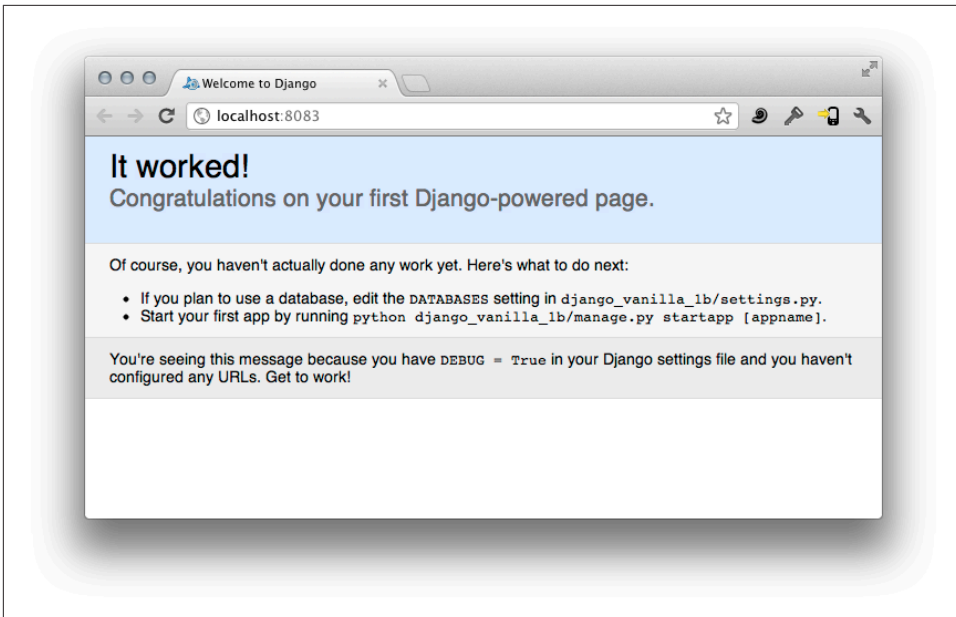 Welcome to Django
localhost:8083
It worked!
Congratulations on your first Django-powered page.
Of course, you haven't actually done any work yet. Here's what to do next:
• If you plan to use a database, edit the DATABASES setting in django_vanilla_lb/settings.py.
• Start your first app by running python django_vanilla_lb/manage.py startapp [appname].
You're seeing this message because you have DEBUG = True in your Django settings file and you haven't
configured any URLs. Get to work!